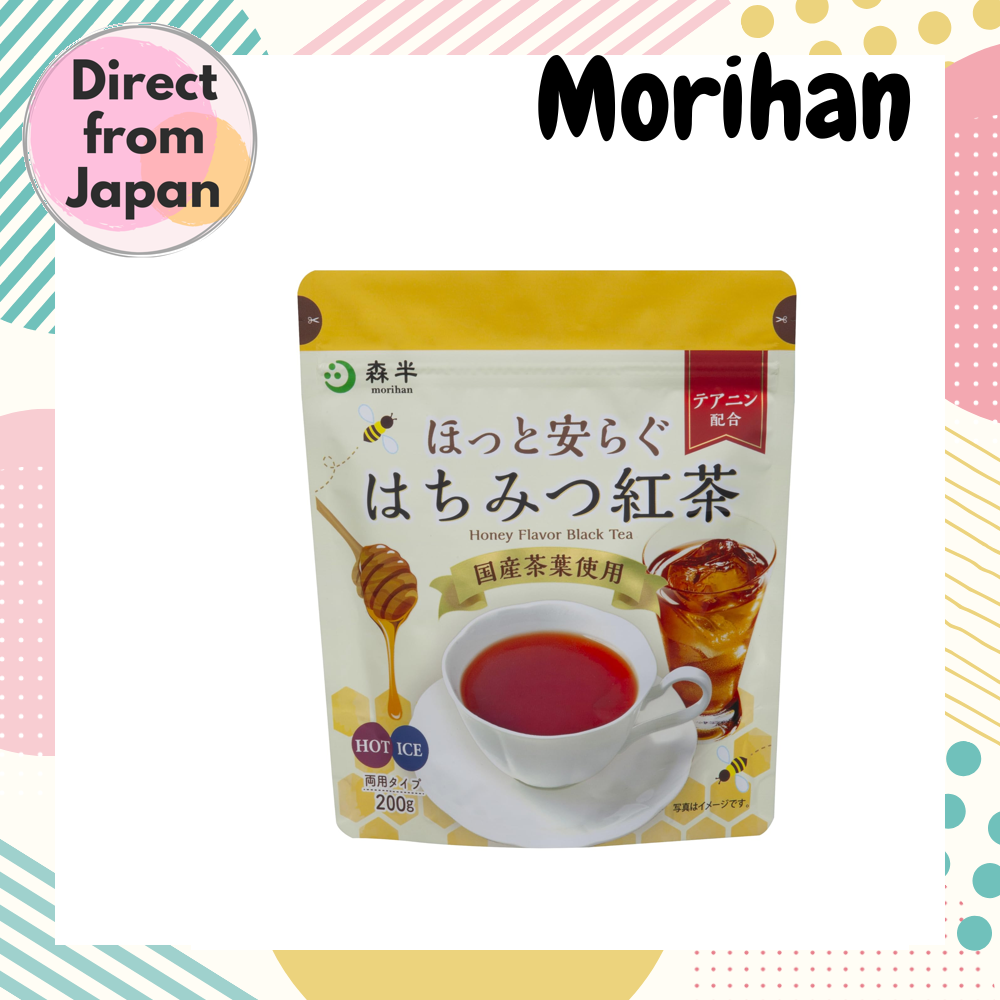 Direct
from
Japan
Morihan
森半
morihan
テアニン
配合
ほっと安らぐ
はちみつ紅茶
Honey Flavor Black Tea
国産茶葉使用
HOT ICE
両用タイプ
200g
写真はイメージです。